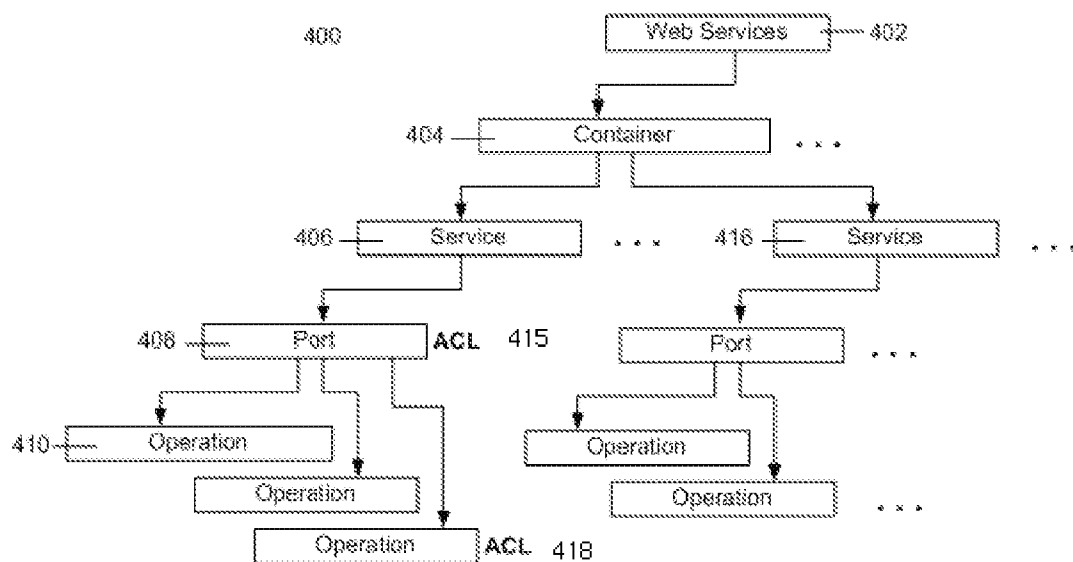 400 Web Services 402
404 Container . . .
406 Service . . . 416 Service . . .
408 Port ACL 415 Port . . .
410 Operation Operation
Operation Operation . . .
Operation ACL 418